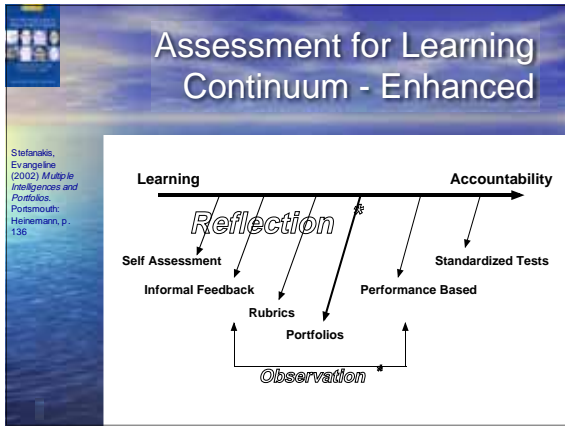 Assessment for Learning
Continuum - Enhanced
Stefanakis,
Evangeline
(2002) Multiple
Intelligences and
Portfolios.
Portsmouth:
Heinemann, p.
136
Learning Accountability
Reflection *
Self Assessment Standardized Tests
Informal Feedback Performance Based
Rubrics
Portfolios
Observation *